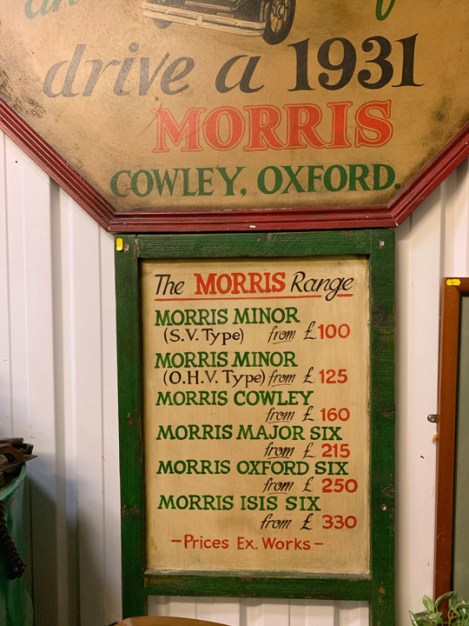 drive a 1931
MORRIS
COWLEY, OXFORD.
The MORRIS Range
MORRIS MINOR
(S.V. Type) from £100
MORRIS MINOR
(O.H.V. Type) from £125
MORRIS COWLEY
from £160
MORRIS MAJOR SIX
from £215
MORRIS OXFORD SIX
from £250
MORRIS ISIS SIX
from £330
-Prices Ex. Works-